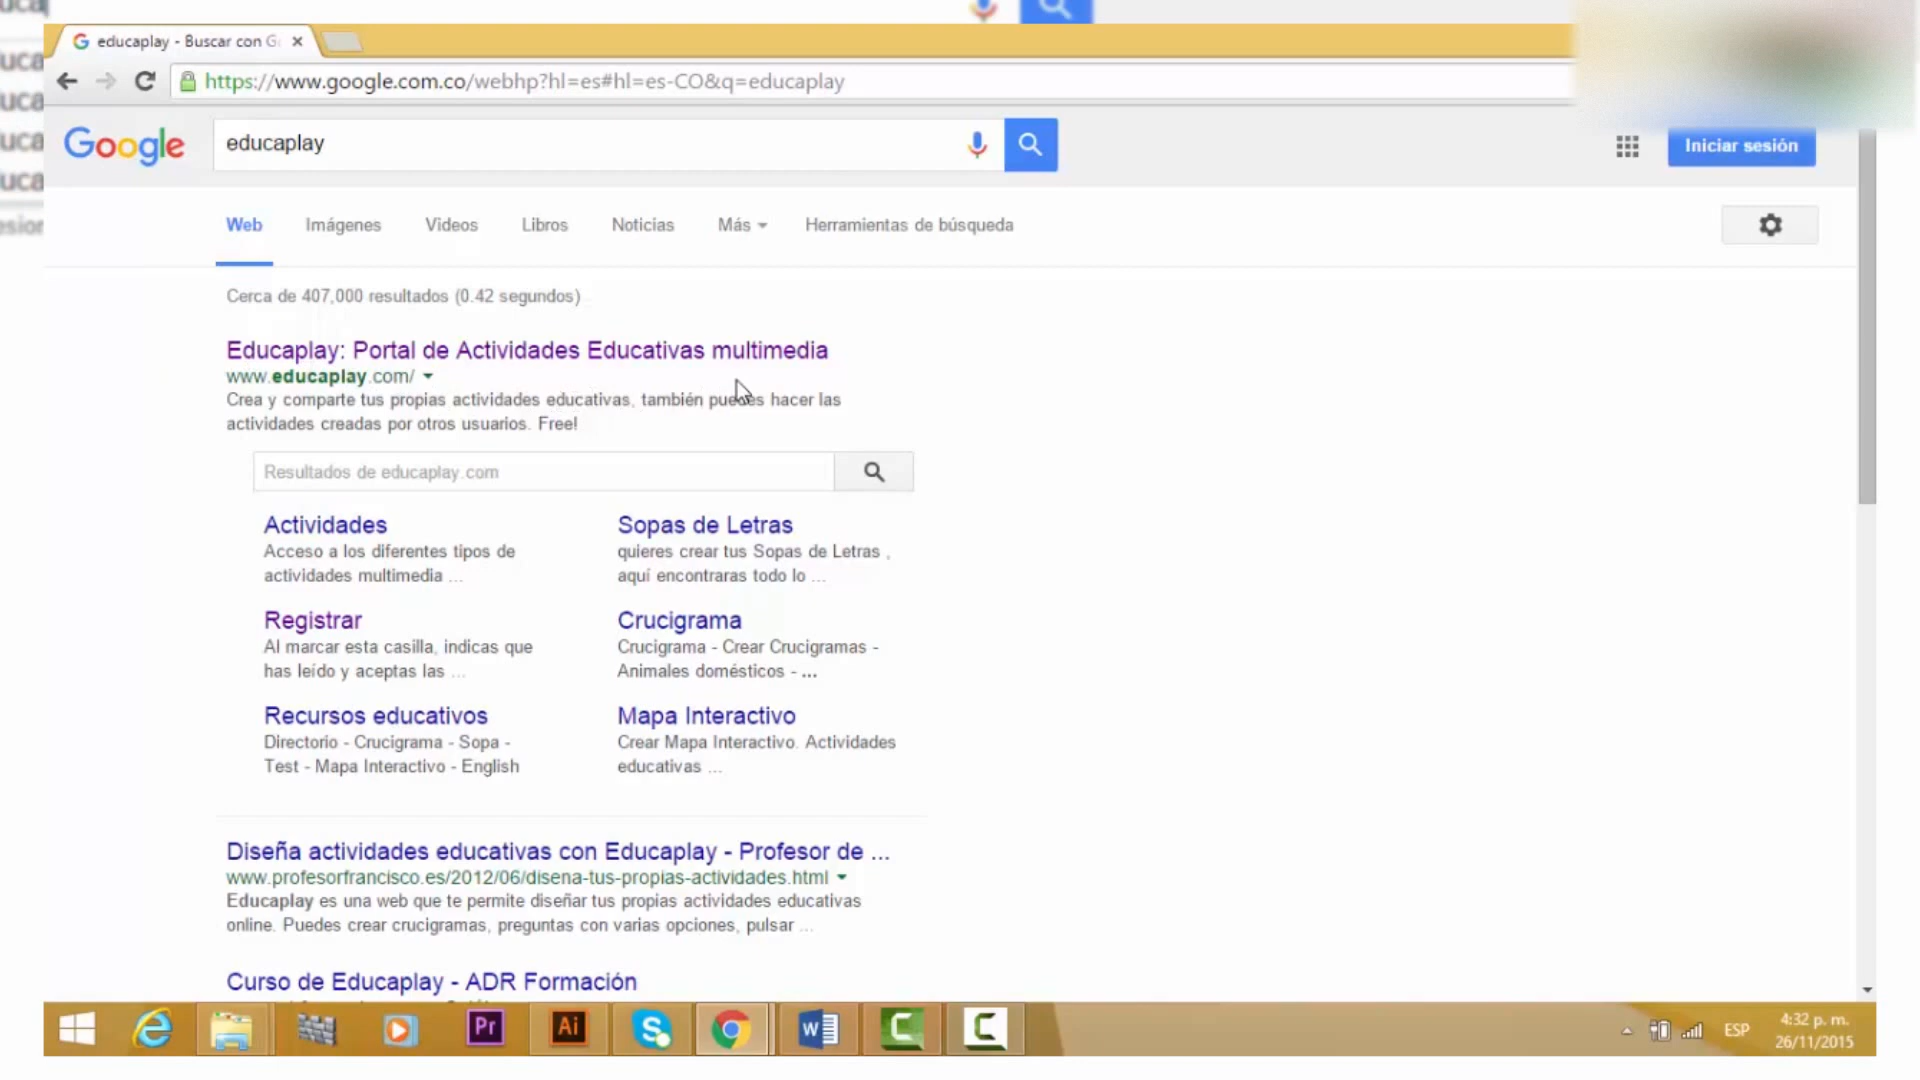 educaplay - Buscar con G
https://www.google.com.co/webhp?hl=es#hl=es-CO&q=educaplay
Google
educaplay
Iniciar sesión
Web Imágenes Videos Libros Noticias Más Herramientas de búsqueda
Cerca de 407,000 resultados (0.42 segundos)
Educaplay: Portal de Actividades Educativas multimedia
www.educaplay.com/
Crea y comparte tus propias actividades educativas, también puedes hacer las
actividades creadas por otros usuarios. Free!
Resultados de educaplay.com
Actividades
Acceso a los diferentes tipos de
actividades multimedia ...
Sopas de Letras
quieres crear tus Sopas de Letras ,
aquí encontraras todo lo ...
Registrar
Al marcar esta casilla, indicas que
has leído y aceptas las ...
Crucigrama
Crucigrama - Crear Crucigramas -
Animales domésticos - ...
Recursos educativos
Directorio - Crucigrama - Sopa -
Test - Mapa Interactivo - English
Mapa Interactivo
Crear Mapa Interactivo. Actividades
educativas ...
Diseña actividades educativas con Educaplay - Profesor de ...
www.profesorfrancisco.es/2012/06/disena-tus-propias-actividades.html
Educaplay es una web que te permite diseñar tus propias actividades educativas
online. Puedes crear crucigramas, preguntas con varias opciones, pulsar ...
Curso de Educaplay - ADR Formación
Pr
Ai
ESP
4:32 p. m.
26/11/2015